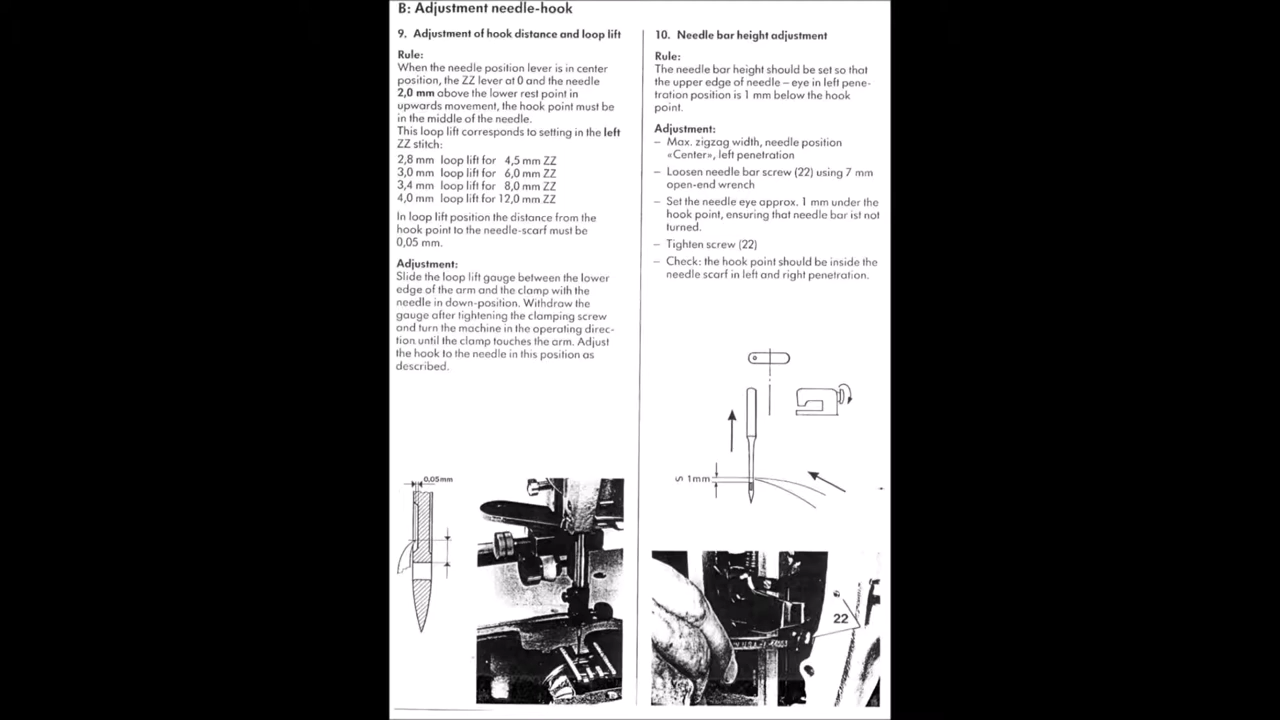 B: Adjustment needle-hook
9. Adjustment of hook distance and loop lift
Rule:
When the needle position lever is in center
position, the ZZ lever at 0 and the needle
2,0 mm above the lower rest point in
upwards movement, the hook point must be
in the middle of the needle.
This loop lift corresponds to setting in the left
ZZ stitch:
2,8 mm loop lift for 4,5 mm ZZ
3,0 mm loop lift for 6,0 mm ZZ
3,4 mm loop lift for 8,0 mm ZZ
4,0 mm loop lift for 12,0 mm ZZ
In loop lift position the distance from the
hook point to the needle-scarf must be
0,05 mm.
Adjustment:
Slide the loop lift gauge between the lower
edge of the arm and the clamp with the
needle in down-position. Withdraw the
gauge after tightening the clamping screw
and turn the machine in the operating direc-
tion until the clamp touches the arm. Adjust
the hook to the needle in this position as
described.
0,05mm
10. Needle bar height adjustment
Rule:
The needle bar height should be set so that
the upper edge of needle – eye in left pene-
tration position is 1 mm below the hook
point.
Adjustment:
– Max. zigzag width, needle position
«Center», left penetration
– Loosen needle bar screw (22) using 7 mm
open-end wrench
– Set the needle eye approx. 1 mm under the
hook point, ensuring that needle bar ist not
turned.
– Tighten screw (22)
– Check: the hook point should be inside the
needle scarf in left and right penetration.
∽ 1mm
22